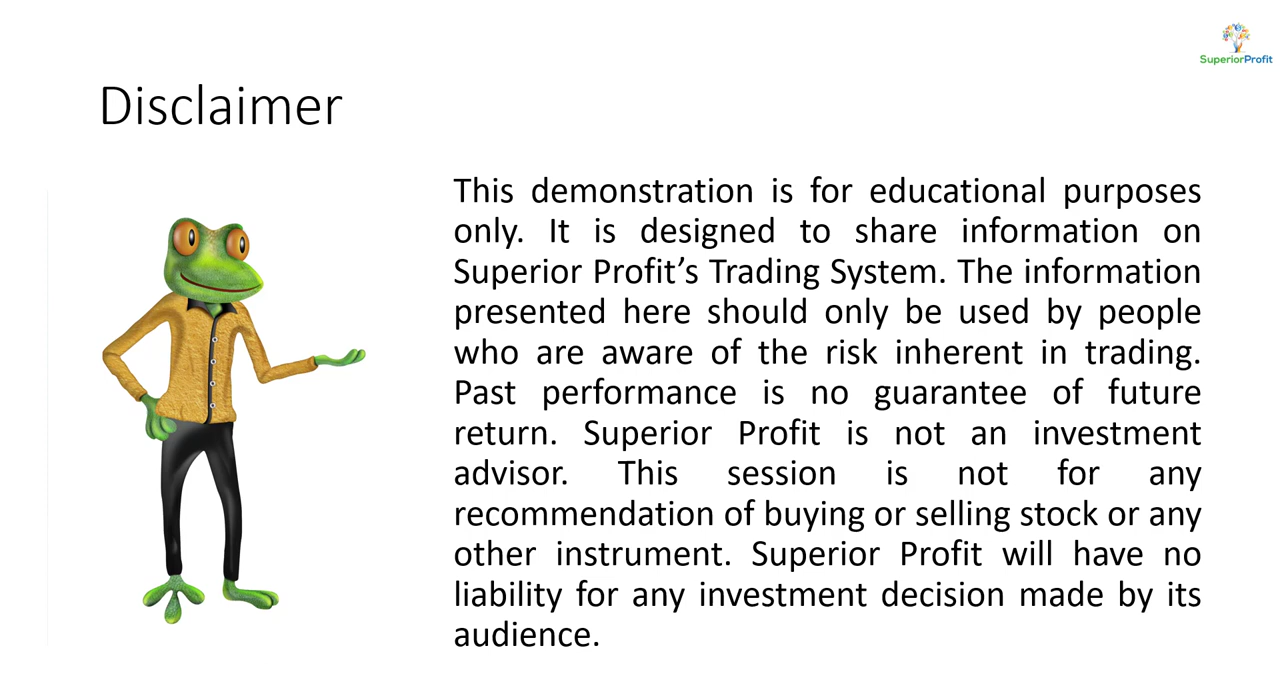 SuperiorProfit
Disclaimer
This demonstration is for educational purposes
only. It is designed to share information on
Superior Profit’s Trading System. The information
presented here should only be used by people
who are aware of the risk inherent in trading.
Past performance is no guarantee of future
return. Superior Profit is not an investment
advisor. This session is not for any
recommendation of buying or selling stock or any
other instrument. Superior Profit will have no
liability for any investment decision made by its
audience.